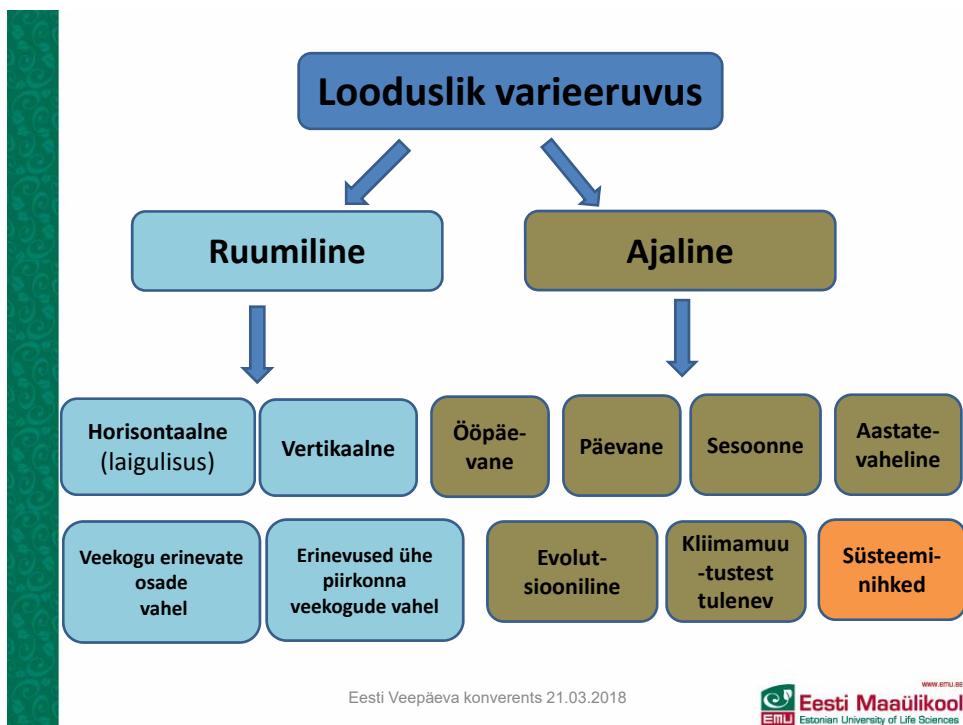 Looduslik varieeruvus
Ruumiline
Ajaline
Horisontaalne
(laigulisus)
Vertikaalne
Ööpäe-
vane
Päevane
Sesoonne
Aastate-
vaheline
Veekogu erinevate
osade
vahel
Erinevused ühe
piirkonna
veekogude vahel
Evolut-
siooniline
Kliimamuu
-tustest
tulenev
Süsteemi-
nihked
Eesti Veepäeva konverents 21.03.2018
www.emu.ee
EMU
Eesti Maaülikool
Estonian University of Life Sciences